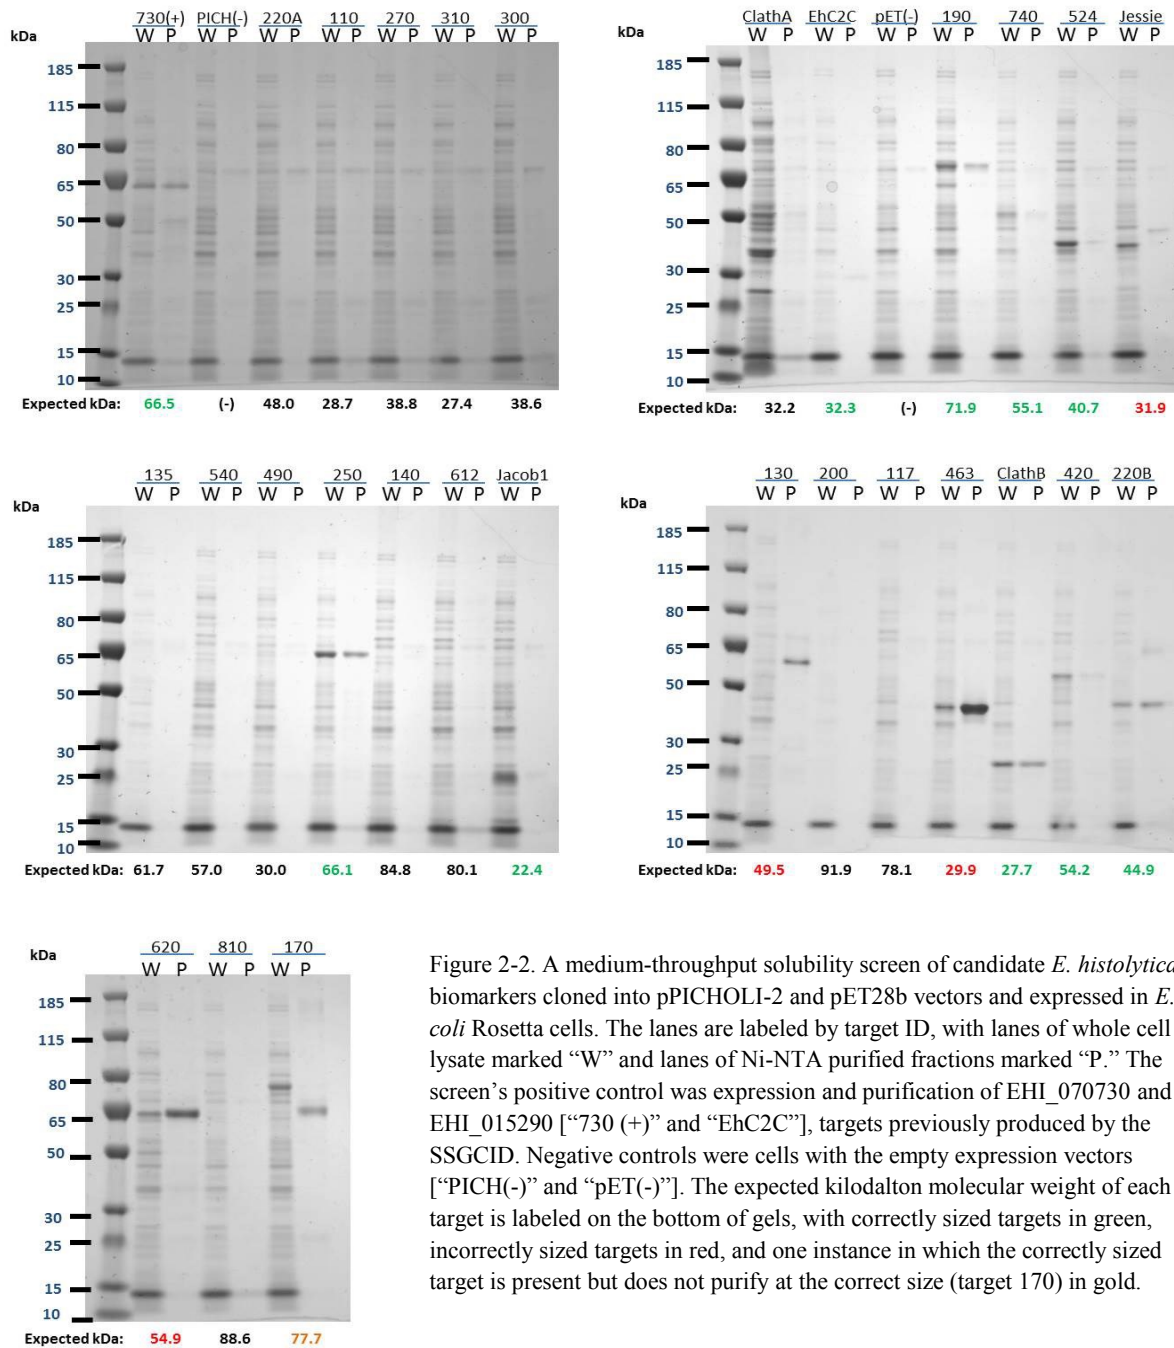 730(+) PICH(-) 220A 110 270 310 300
kDa W P W P W P W P W P W P W P
185
115
80
65
50
30
25
15
10
Expected kDa: 66.5 (-) 48.0 28.7 38.8 27.4 38.6
ClathA EhC2C pET(-) 190 740 524 Jessie
kDa W P W P W P W P W P W P W P
185
115
80
65
50
30
25
15
10
Expected kDa: 32.2 32.3 (-) 71.9 55.1 40.7 31.9
135 540 490 250 140 612 Jacob1
kDa W P W P W P W P W P W P W P
185
115
80
65
50
30
25
15
10
Expected kDa: 61.7 57.0 30.0 66.1 84.8 80.1 22.4
130 200 117 463 ClathB 420 220B
kDa W P W P W P W P W P W P W P
185
115
80
65
50
30
25
15
10
Expected kDa: 49.5 91.9 78.1 29.9 27.7 54.2 44.9
620 810 170
kDa W P W P W P
185
115
80
65
50
30
25
15
10
Expected kDa: 54.9 88.6 77.7
Figure 2-2. A medium-throughput solubility screen of candidate E. histolytica
biomarkers cloned into pPICHOLI-2 and pET28b vectors and expressed in E.
coli Rosetta cells. The lanes are labeled by target ID, with lanes of whole cell
lysate marked “W” and lanes of Ni-NTA purified fractions marked “P.” The
screen’s positive control was expression and purification of EHI_070730 and
EHI_015290 [“730 (+)” and “EhC2C”], targets previously produced by the
SSGCID. Negative controls were cells with the empty expression vectors
[“PICH(-)” and “pET(-)”]. The expected kilodalton molecular weight of each
target is labeled on the bottom of gels, with correctly sized targets in green,
incorrectly sized targets in red, and one instance in which the correctly sized
target is present but does not purify at the correct size (target 170) in gold.